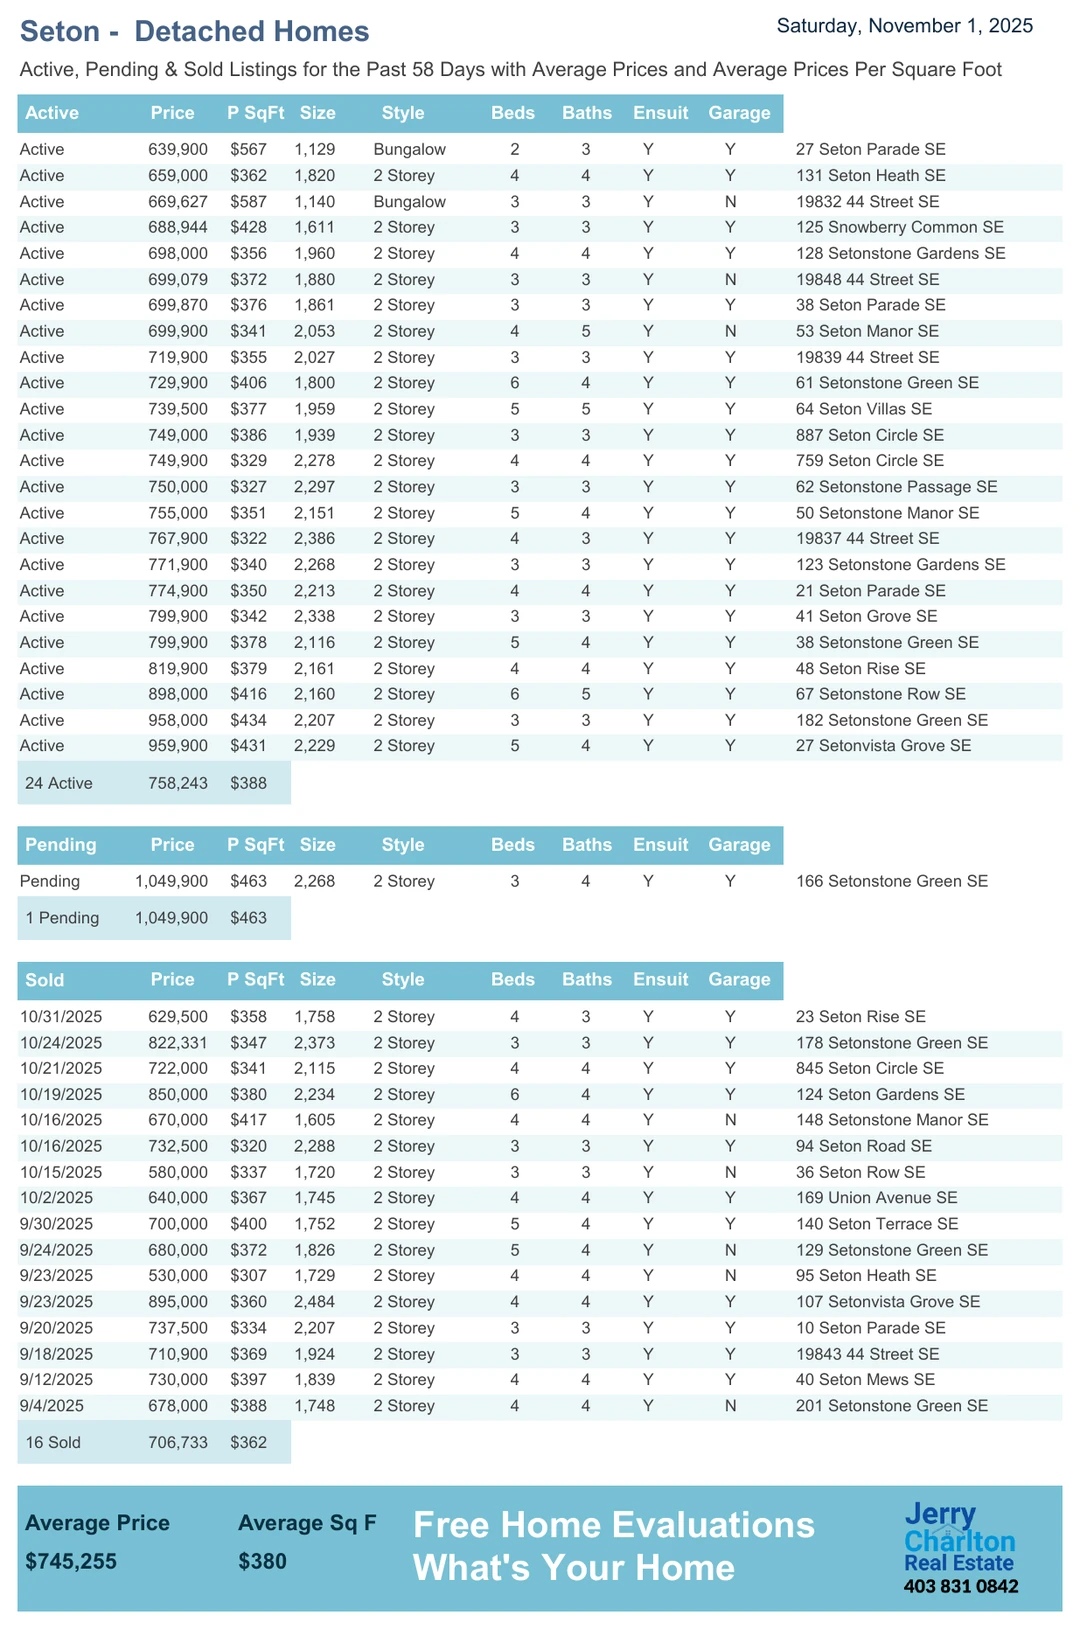 Seton - Detached Homes
Saturday, November 1, 2025
Active, Pending & Sold Listings for the Past 58 Days with Average Prices and Average Prices Per Square Foot
Active Price P SqFt Size Style Beds Baths Ensuit Garage
Active 639,900 $567 1,129 Bungalow 2 3 Y Y 27 Seton Parade SE
Active 659,000 $362 1,820 2 Storey 4 4 Y Y 131 Seton Heath SE
Active 669,627 $587 1,140 Bungalow 3 3 Y N 19832 44 Street SE
Active 688,944 $428 1,611 2 Storey 3 3 Y Y 125 Snowberry Common SE
Active 698,000 $356 1,960 2 Storey 4 4 Y Y 128 Setonstone Gardens SE
Active 699,079 $372 1,880 2 Storey 3 3 Y N 19848 44 Street SE
Active 699,870 $376 1,861 2 Storey 3 3 Y Y 38 Seton Parade SE
Active 699,900 $341 2,053 2 Storey 4 5 Y N 53 Seton Manor SE
Active 719,900 $355 2,027 2 Storey 3 3 Y Y 19839 44 Street SE
Active 729,900 $406 1,800 2 Storey 6 4 Y Y 61 Setonstone Green SE
Active 739,500 $377 1,959 2 Storey 5 5 Y Y 64 Seton Villas SE
Active 749,000 $386 1,939 2 Storey 3 3 Y Y 887 Seton Circle SE
Active 749,900 $329 2,278 2 Storey 4 4 Y Y 759 Seton Circle SE
Active 750,000 $327 2,297 2 Storey 3 3 Y Y 62 Setonstone Passage SE
Active 755,000 $351 2,151 2 Storey 5 4 Y Y 50 Setonstone Manor SE
Active 767,900 $322 2,386 2 Storey 4 3 Y Y 19837 44 Street SE
Active 771,900 $340 2,268 2 Storey 3 3 Y Y 123 Setonstone Gardens SE
Active 774,900 $350 2,213 2 Storey 4 4 Y Y 21 Seton Parade SE
Active 799,900 $342 2,338 2 Storey 3 3 Y Y 41 Seton Grove SE
Active 799,900 $378 2,116 2 Storey 5 4 Y Y 38 Setonstone Green SE
Active 819,900 $379 2,161 2 Storey 4 4 Y Y 48 Seton Rise SE
Active 898,000 $416 2,160 2 Storey 6 5 Y Y 67 Setonstone Row SE
Active 958,000 $434 2,207 2 Storey 3 3 Y Y 182 Setonstone Green SE
Active 959,900 $431 2,229 2 Storey 5 4 Y Y 27 Setonvista Grove SE
24 Active 758,243 $388
Pending Price P SqFt Size Style Beds Baths Ensuit Garage
Pending 1,049,900 $463 2,268 2 Storey 3 4 Y Y 166 Setonstone Green SE
1 Pending 1,049,900 $463
Sold Price P SqFt Size Style Beds Baths Ensuit Garage
10/31/2025 629,500 $358 1,758 2 Storey 4 3 Y Y 23 Seton Rise SE
10/24/2025 822,331 $347 2,373 2 Storey 3 3 Y Y 178 Setonstone Green SE
10/21/2025 722,000 $341 2,115 2 Storey 4 4 Y Y 845 Seton Circle SE
10/19/2025 850,000 $380 2,234 2 Storey 6 4 Y Y 124 Seton Gardens SE
10/16/2025 670,000 $417 1,605 2 Storey 4 4 Y N 148 Setonstone Manor SE
10/16/2025 732,500 $320 2,288 2 Storey 3 3 Y Y 94 Seton Road SE
10/15/2025 580,000 $337 1,720 2 Storey 3 3 Y N 36 Seton Row SE
10/2/2025 640,000 $367 1,745 2 Storey 4 4 Y Y 169 Union Avenue SE
9/30/2025 700,000 $400 1,752 2 Storey 5 4 Y Y 140 Seton Terrace SE
9/24/2025 680,000 $372 1,826 2 Storey 5 4 Y N 129 Setonstone Green SE
9/23/2025 530,000 $307 1,729 2 Storey 4 4 Y N 95 Seton Heath SE
9/23/2025 895,000 $360 2,484 2 Storey 4 4 Y Y 107 Setonvista Grove SE
9/20/2025 737,500 $334 2,207 2 Storey 3 3 Y Y 10 Seton Parade SE
9/18/2025 710,900 $369 1,924 2 Storey 3 3 Y Y 19843 44 Street SE
9/12/2025 730,000 $397 1,839 2 Storey 4 4 Y Y 40 Seton Mews SE
9/4/2025 678,000 $388 1,748 2 Storey 4 4 Y N 201 Setonstone Green SE
16 Sold 706,733 $362
Average Price Average Sq F
$745,255 $380
Free Home Evaluations
What's Your Home
Jerry
Charlton
Real Estate
403 831 0842